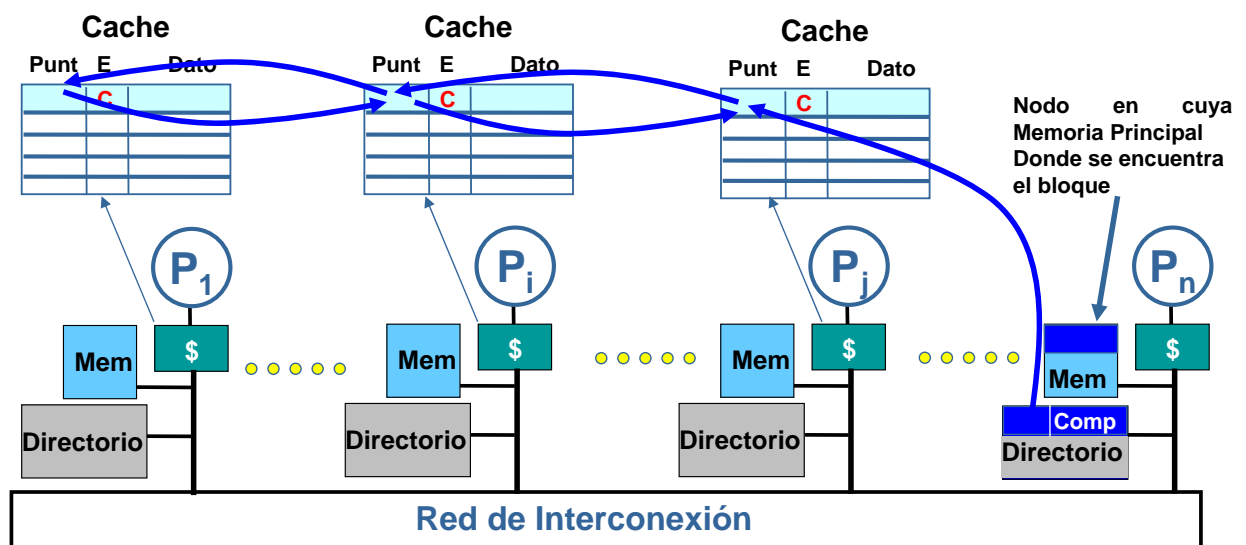 Cache
Cache
Cache
Punt E Dato
Punt E Dato
Punt E Dato
C
C
C
Nodo en cuya
Memoria Principal
Donde se encuentra
el bloque
P1
Pi
Pj
Pn
Mem
$
Mem
$
Mem
$
Mem
$
Directorio
Directorio
Directorio
Comp
Directorio
Red de Interconexión